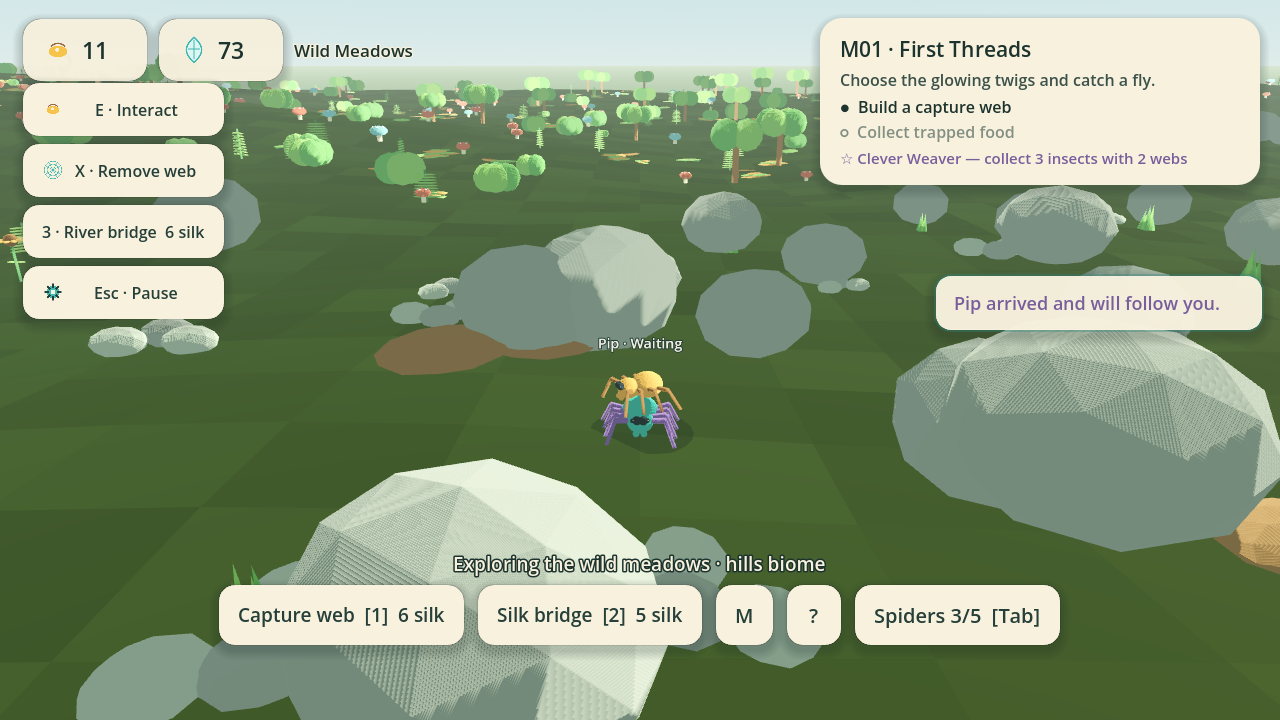 11
73
Wild Meadows
E · Interact
X · Remove web
3 · River bridge 6 silk
Esc · Pause
M01 · First Threads
Choose the glowing twigs and catch a fly.
● Build a capture web
○ Collect trapped food
☆ Clever Weaver — collect 3 insects with 2 webs
Pip arrived and will follow you.
Pip · Waiting
Exploring the wild meadows · hills biome
Capture web [1] 6 silk
Silk bridge [2] 5 silk
M
?
Spiders 3/5 [Tab]